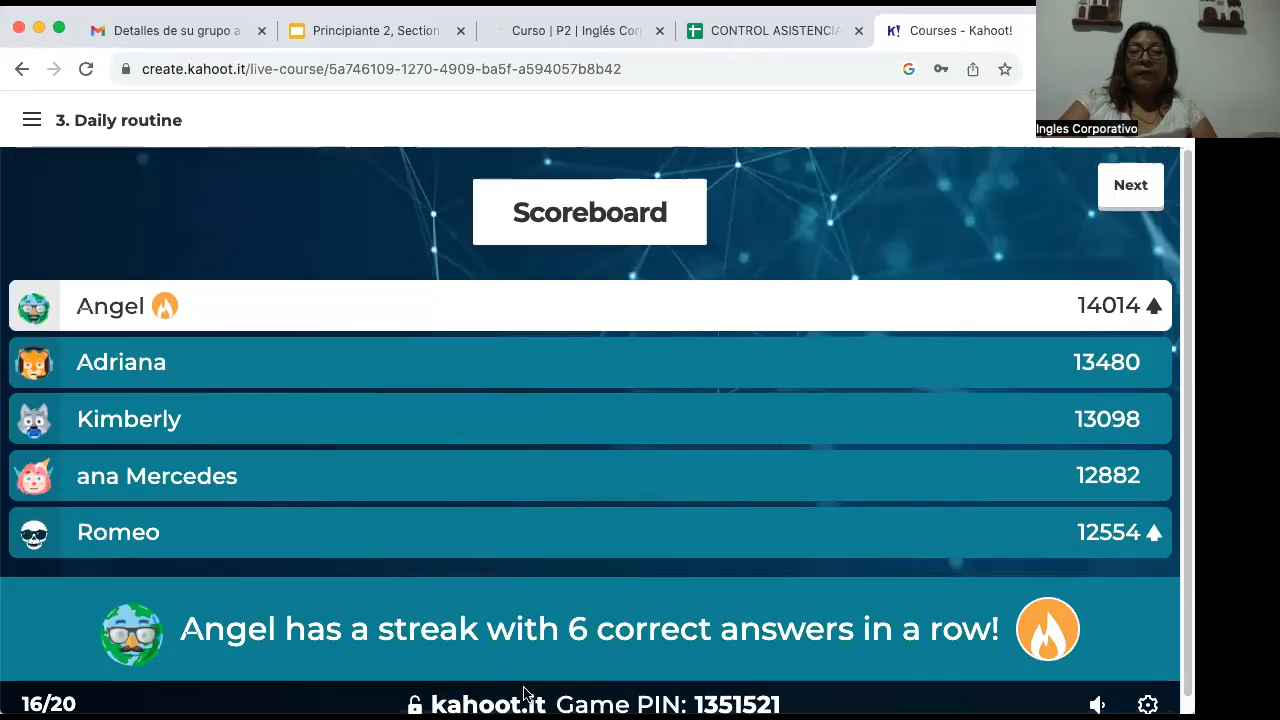 Detalles de su grupo a
Principiante 2, Section
Curso | P2 | Inglés Cor
CONTROL ASISTENCIA
K! Courses - Kahoot!
create.kahoot.it/live-course/5a746109-1270-4909-ba5f-a594057b8b42
Ingles Corporativo
3. Daily routine
Next
Scoreboard
Angel 14014
Adriana 13480
Kimberly 13098
ana Mercedes 12882
Romeo 12554
Angel has a streak with 6 correct answers in a row!
16/20 kahoot.it Game PIN: 1351521